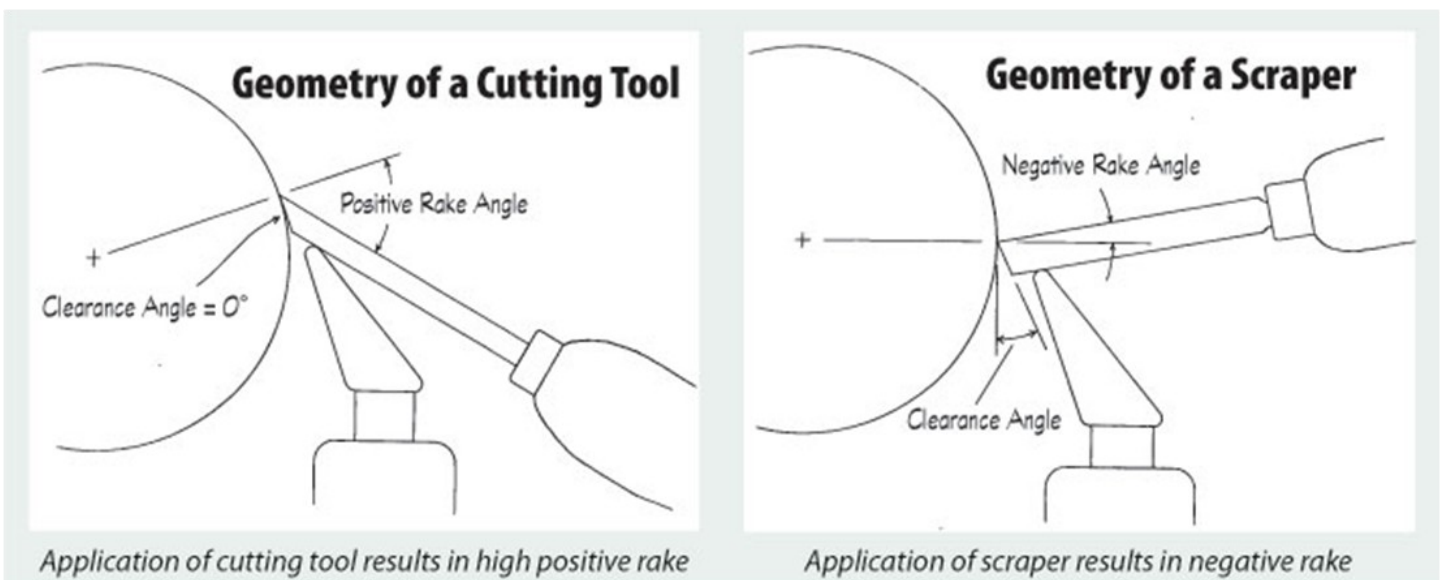 Geometry of a Cutting Tool
Positive Rake Angle
Clearance Angle = 0°
Application of cutting tool results in high positive rake
Geometry of a Scraper
Negative Rake Angle
Clearance Angle
Application of scraper results in negative rake